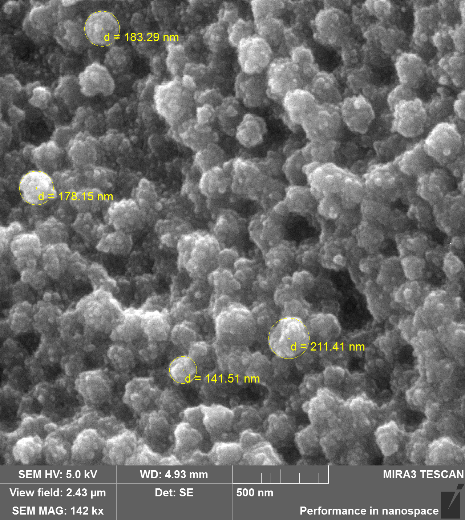 d = 183.29 nm
d = 178.15 nm
d = 211.41 nm
d = 141.51 nm
SEM HV: 5.0 kV
WD: 4.93 mm
MIRA3 TESCAN
View field: 2.43 µm
Det: SE
500 nm
SEM MAG: 142 kx
Performance in nanospace